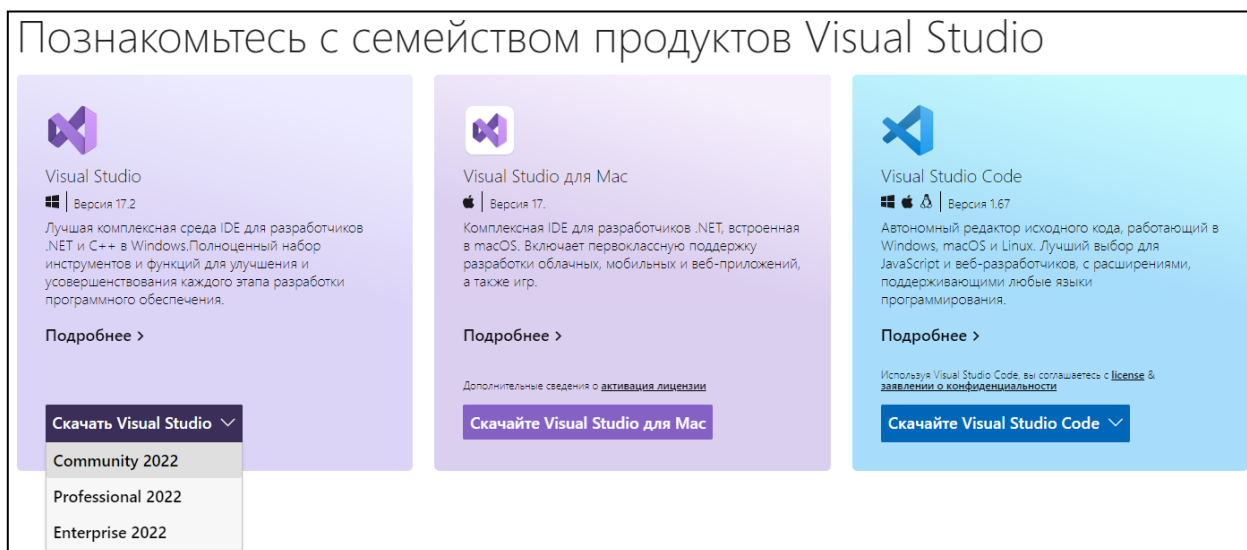 Познакомьтесь с семейством продуктов Visual Studio
Visual Studio
Версия 17.2
Лучшая комплексная среда IDE для разработчиков
.NET и C++ в Windows.Полноценный набор
инструментов и функций для улучшения и
усовершенствования каждого этапа разработки
программного обеспечения.
Подробнее >
Скачать Visual Studio
Community 2022
Professional 2022
Enterprise 2022
Visual Studio для Mac
Версия 17.
Комплексная IDE для разработчиков .NET, встроенная
в macOS. Включает первоклассную поддержку
разработки облачных, мобильных и веб-приложений,
а также игр.
Подробнее >
Дополнительные сведения о активация лицензии
Скачайте Visual Studio для Mac
Visual Studio Code
Версия 1.67
Автономный редактор исходного кода, работающий в
Windows, macOS и Linux. Лучший выбор для
JavaScript и веб-разработчиков, с расширениями,
поддерживающими любые языки
программирования.
Подробнее >
Используя Visual Studio Code, вы соглашаетесь с license &
заявлении о конфиденциальности
Скачайте Visual Studio Code